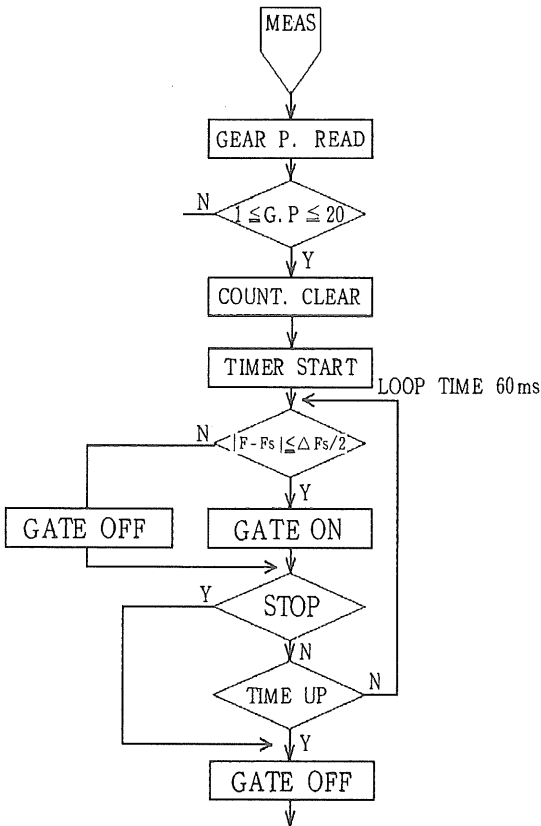 MEAS
GEAR P. READ
N
1 ≦ G. P ≦ 20
Y
COUNT. CLEAR
TIMER START
LOOP TIME 60ms
N
|F - Fs| ≦ △ Fs/2
Y
GATE OFF
GATE ON
Y
STOP
N
TIME UP
N
Y
GATE OFF